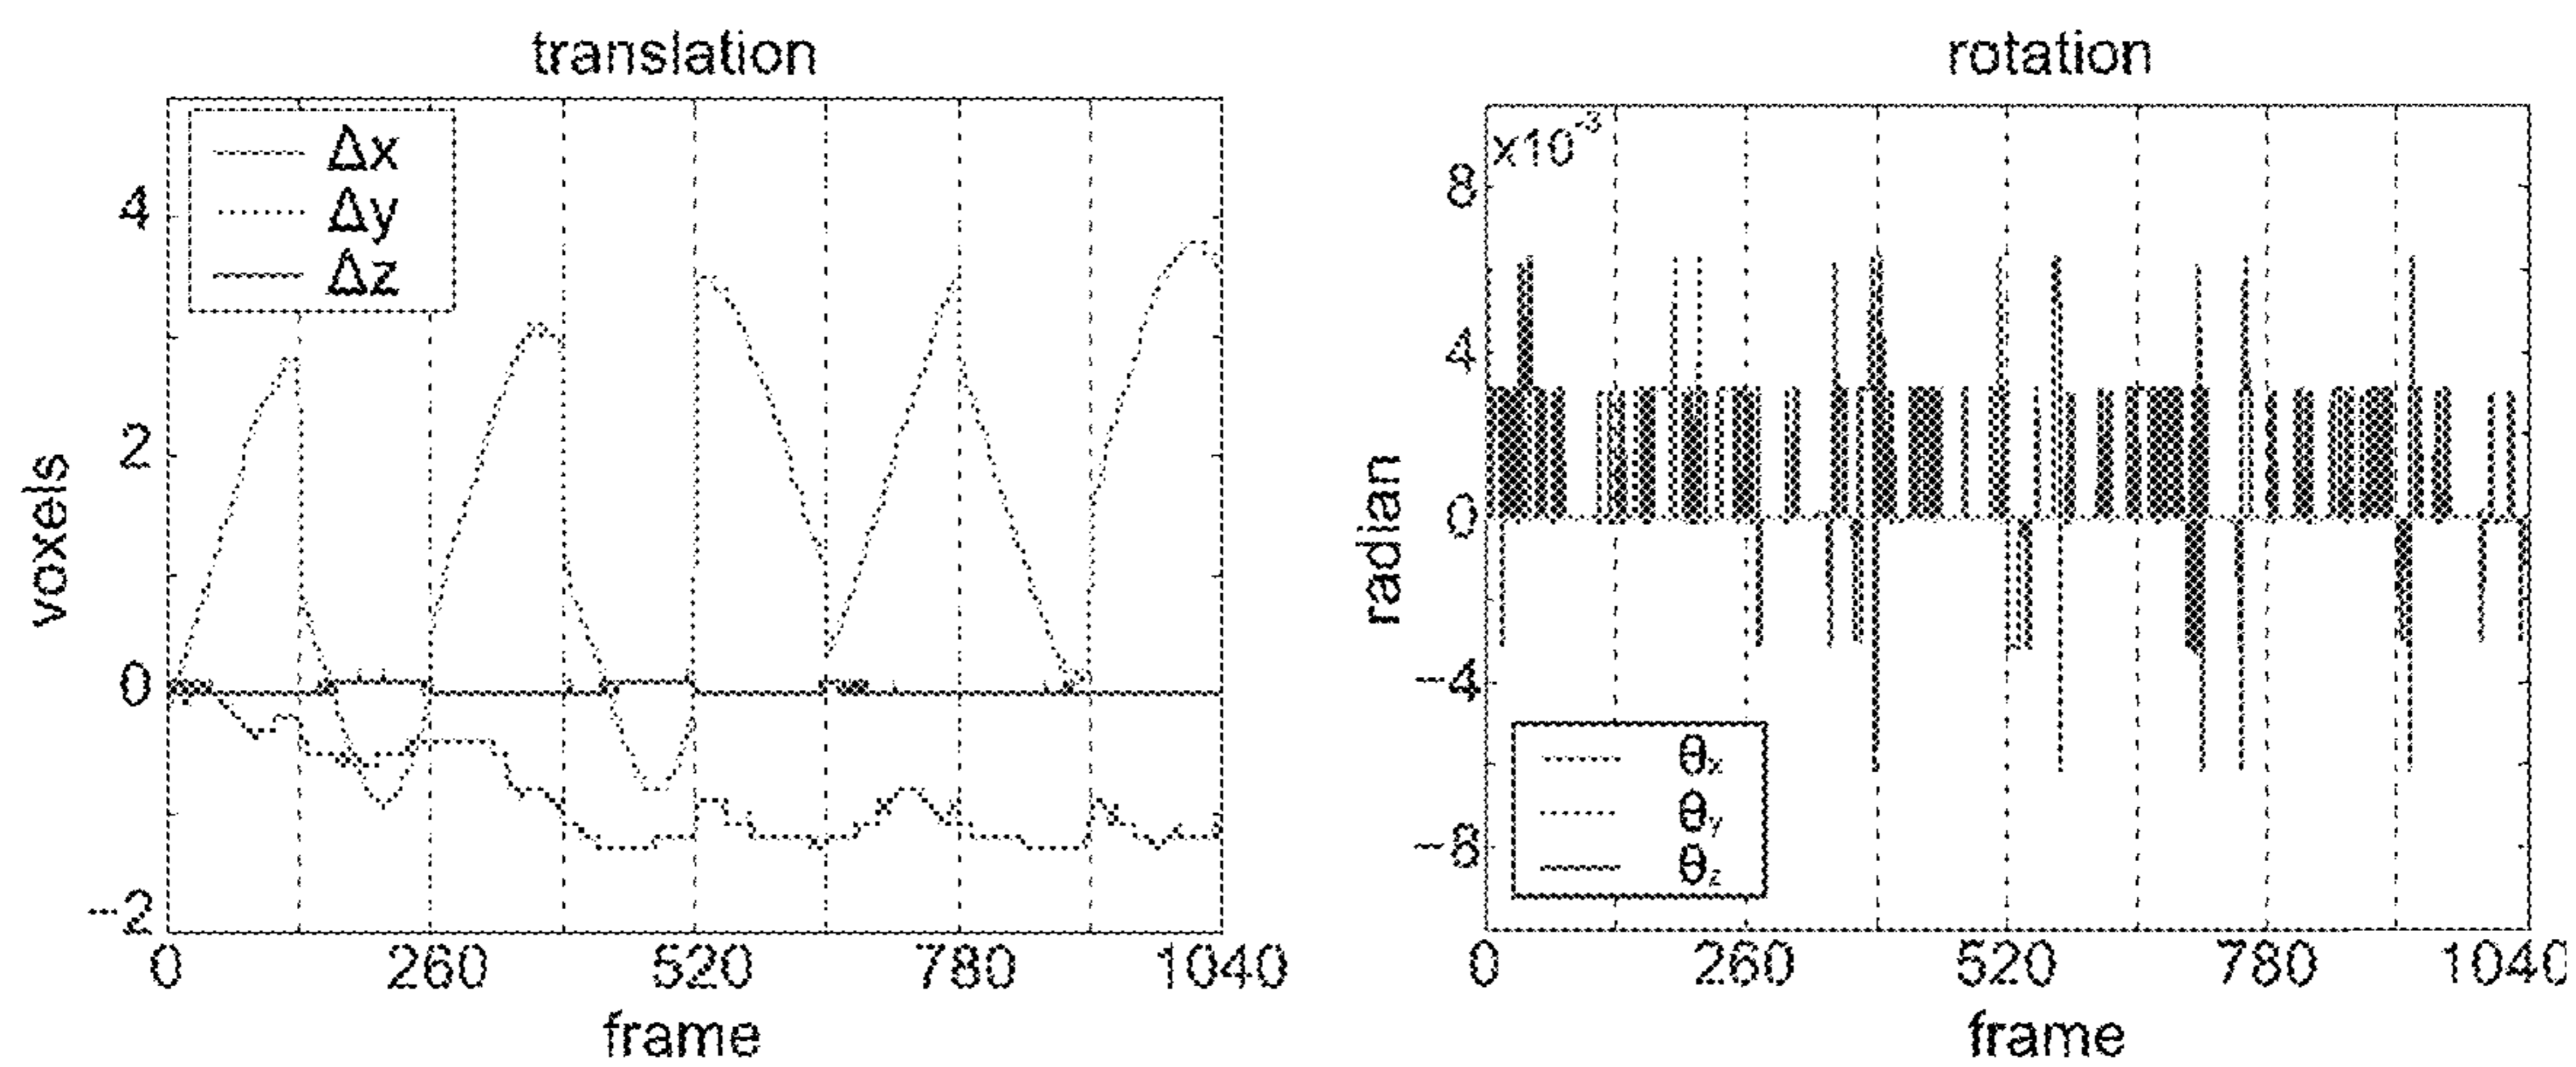 translation
Δx
Δy
Δz
4
2
0
−2
voxels
0 260 520 780 1040
frame
rotation
x10⁻³
8
4
0
−4
−8
radian
θx
θy
θz
0 260 520 780 1040
frame